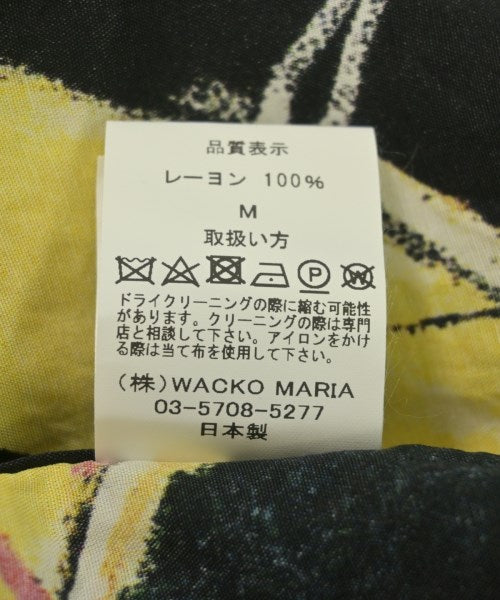 品質表示
レーヨン 100%
M
取扱い方
ドライクリーニングの際に縮む可能性
があります。クリーニングの際は専門
店と相談して下さい。アイロンをかけ
る際は当て布を使用して下さい。
(株)WACKO MARIA
03-5708-5277
日本製